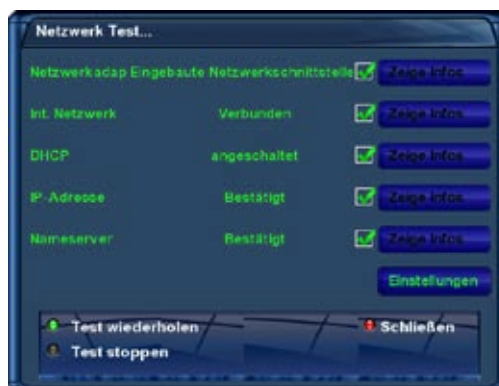 Netzwerk Test...
Netzwerkadap Eingebaute Netzwerkschnittstelle Zeige Infos
Int. Netzwerk Verbunden Zeige Infos
DHCP angeschaltet Zeige Infos
IP-Adresse Bestätigt Zeige Infos
Nameserver Bestätigt Zeige Infos
Einstellungen
Test wiederholen Schließen
Test stoppen